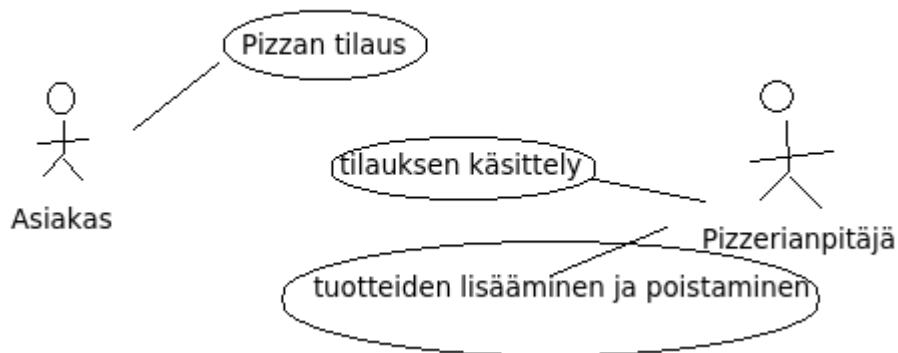 Pizzan tilaus
tilauksen käsittely
Asiakas
Pizzerianpitäjä
tuotteiden lisääminen ja poistaminen